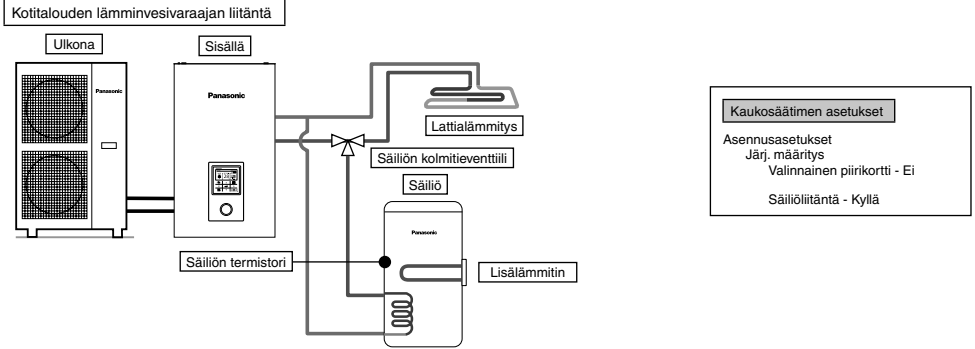 Kotitalouden lämminvesivaraajan liitäntä
Ulkona
Sisällä
Panasonic
Panasonic
Lattialämmitys
Säiliön kolmitieventtiili
Säiliö
Panasonic
Säiliön termistori
Lisälämmitin
Kaukosäätimen asetukset
Asennusasetukset
Järj. määritys
Valinnainen piirikortti - Ei
Säiliöliitäntä - Kyllä